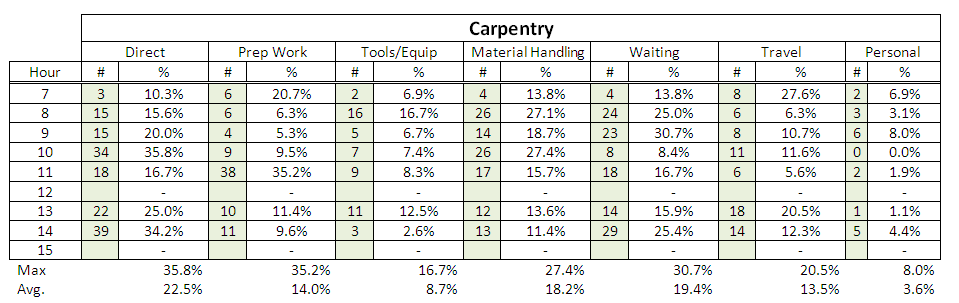 Carpentry
Direct Prep Work Tools/Equip Material Handling Waiting Travel Personal
Hour # % # % # % # % # % # % # %
7 3 10.3% 6 20.7% 2 6.9% 4 13.8% 4 13.8% 8 27.6% 2 6.9%
8 15 15.6% 6 6.3% 16 16.7% 26 27.1% 24 25.0% 6 6.3% 3 3.1%
9 15 20.0% 4 5.3% 5 6.7% 14 18.7% 23 30.7% 8 10.7% 6 8.0%
10 34 35.8% 9 9.5% 7 7.4% 26 27.4% 8 8.4% 11 11.6% 0 0.0%
11 18 16.7% 38 35.2% 9 8.3% 17 15.7% 18 16.7% 6 5.6% 2 1.9%
12 - - - - - - -
13 22 25.0% 10 11.4% 11 12.5% 12 13.6% 14 15.9% 18 20.5% 1 1.1%
14 39 34.2% 11 9.6% 3 2.6% 13 11.4% 29 25.4% 14 12.3% 5 4.4%
15 - - - - - - -
Max 35.8% 35.2% 16.7% 27.4% 30.7% 20.5% 8.0%
Avg. 22.5% 14.0% 8.7% 18.2% 19.4% 13.5% 3.6%